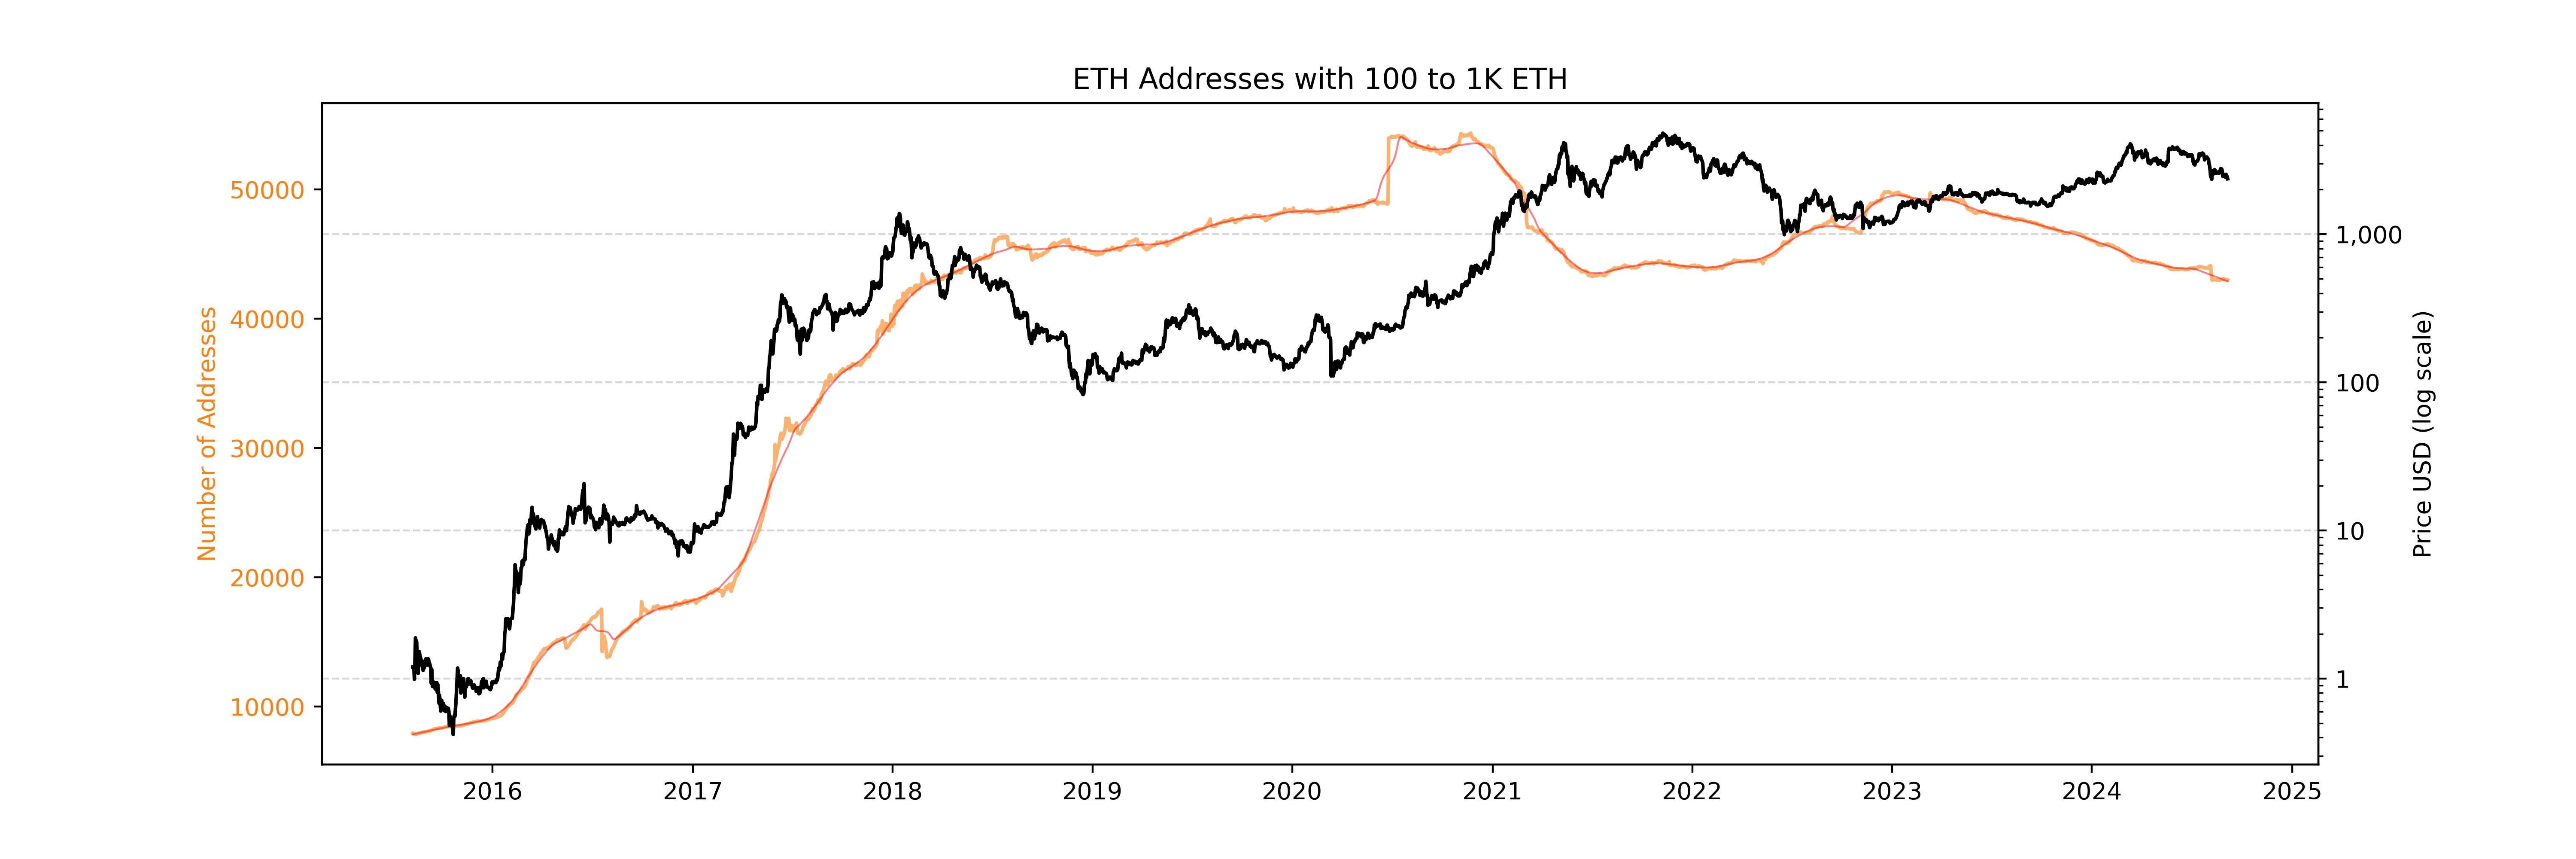 ETH Addresses with 100 to 1K ETH
Number of Addresses
50000
40000
30000
20000
10000
1,000
100
10
1
Price USD (log scale)
2016 2017 2018 2019 2020 2021 2022 2023 2024 2025